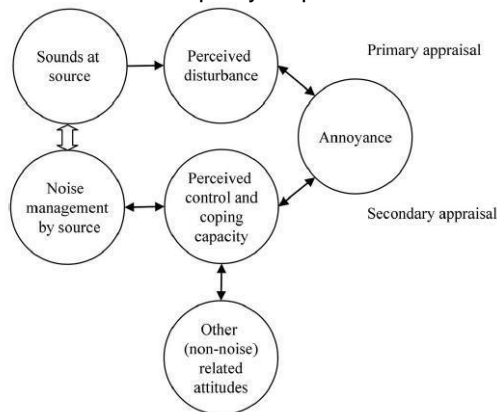 Sounds at
source
Perceived
disturbance
Primary appraisal
Annoyance
Noise
management
by source
Perceived
control and
coping
capacity
Secondary appraisal
Other
(non-noise)
related
attitudes